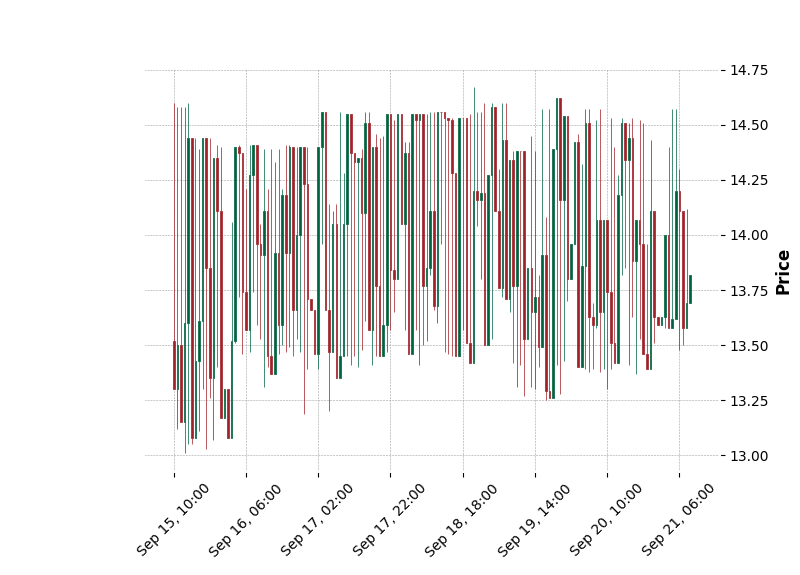 14.75
14.50
14.25
14.00
13.75
13.50
13.25
13.00
Price
Sep 15, 10:00
Sep 16, 06:00
Sep 17, 02:00
Sep 17, 22:00
Sep 18, 18:00
Sep 19, 14:00
Sep 20, 10:00
Sep 21, 06:00